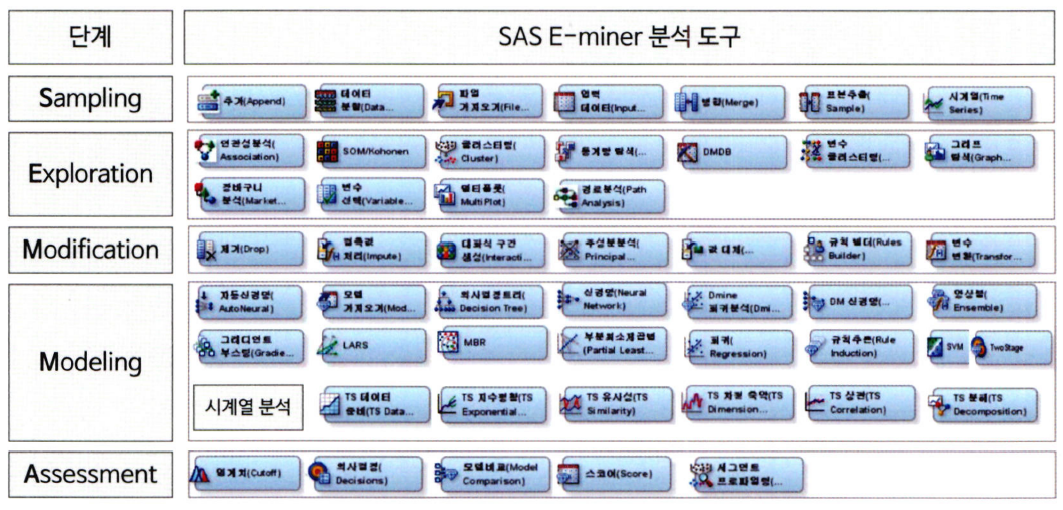 단계
SAS E-miner 분석 도구
Sampling
추가(Append)
데이터
분할(Data...
파일
가져오기(File...
입력
데이터(Input...
병합(Merge)
표본추출(
Sample)
시계열(Time
Series)
Exploration
연관성분석(
Association)
SOM/Kohonen
클러스터링(
Cluster)
통계량 탐색(...
DMDB
변수
클러스터링(...
그래프
탐색(Graph...
장바구니
분석(Market...
변수
선택(Variable...
멀티플롯(
MultiPlot)
경로분석(Path
Analysis)
Modification
제거(Drop)
결측값
처리(Impute)
대화식 구간
생성(Interacti...
주성분분석(
Principal...
값 대체(...
규칙 빌더(Rules
Builder)
변수
변환(Transfor...
Modeling
자동신경망(
AutoNeural)
모델
가져오기(Mod...
의사결정트리(
Decision Tree)
신경망(Neural
Network)
Dmine
회귀분석(Dmi...
DM 신경망(...
앙상블(
Ensemble)
그래디언트
부스팅(Gradie...
LARS
MBR
부분최소제곱법
(Partial Least...
회귀(
Regression)
규칙추론(Rule
Induction)
SVM
TwoStage
시계열 분석
TS 데이터
준비(TS Data...
TS 지수평활(TS
Exponential...
TS 유사성(TS
Similarity)
TS 차원 축약(TS
Dimension...
TS 상관(TS
Correlation)
TS 분해(TS
Decomposition)
Assessment
임계치(Cutoff)
의사결정(
Decisions)
모델비교(Model
Comparison)
스코어(Score)
세그먼트
프로파일링(...